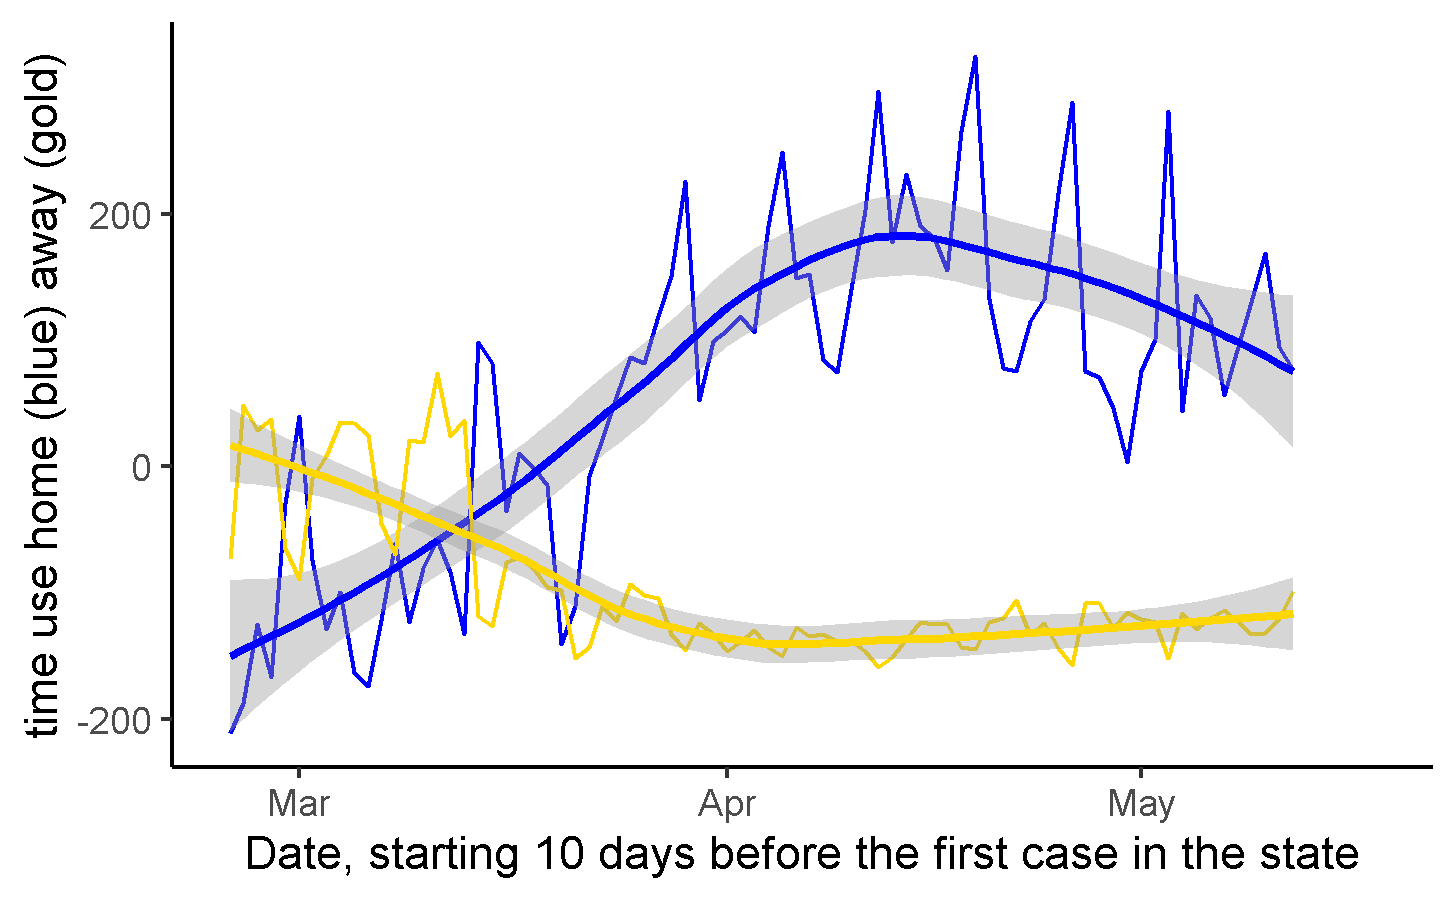 time use home (blue) away (gold)
200
0
-200
Mar Apr May
Date, starting 10 days before the first case in the state